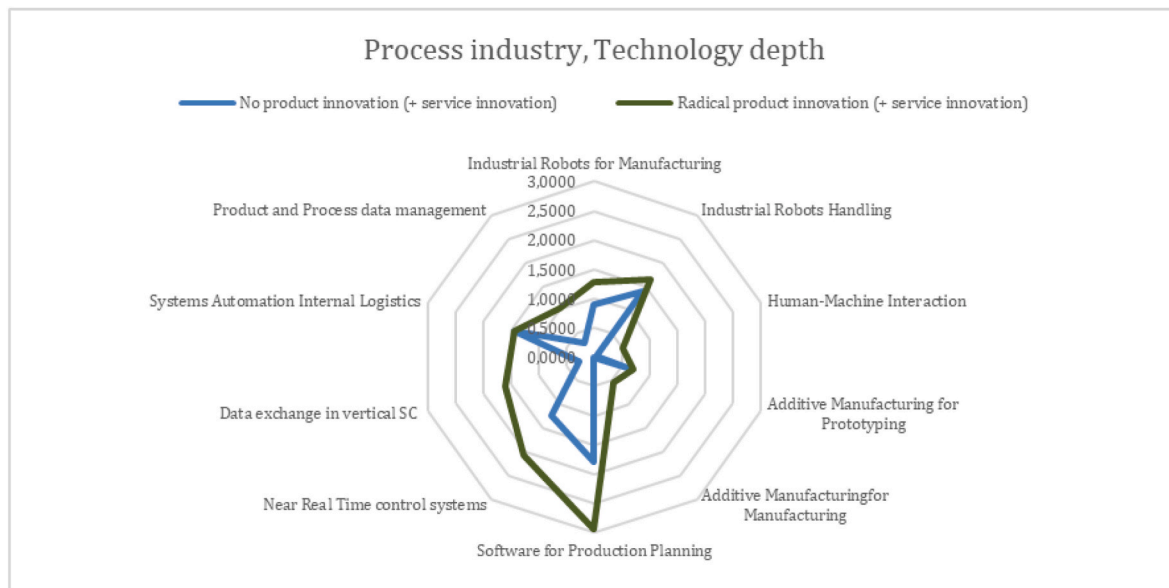 Process industry, Technology depth
No product innovation (+ service innovation)
Radical product innovation (+ service innovation)
Industrial Robots for Manufacturing
3,0000
2,5000
2,0000
1,5000
1,0000
0,5000
0,0000
Industrial Robots Handling
Human-Machine Interaction
Additive Manufacturing for
Prototyping
Additive Manufacturingfor
Manufacturing
Software for Production Planning
Near Real Time control systems
Data exchange in vertical SC
Systems Automation Internal Logistics
Product and Process data management